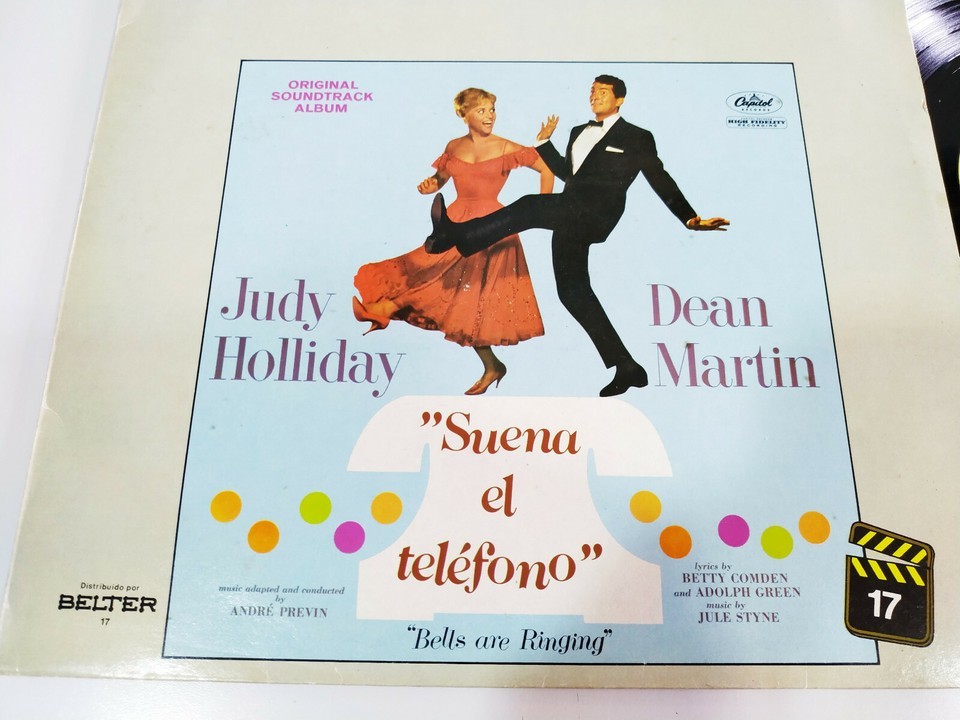 ORIGINAL
SOUNDTRACK
ALBUM
Capitol
RECORDS
HIGH FIDELITY
RECORDING
Judy
Holliday
Dean
Martin
”Suena
el
teléfono”
music adapted and conducted
by
ANDRÉ PREVIN
lyrics by
BETTY COMDEN
and ADOLPH GREEN
music by
JULE STYNE
“Bells are Ringing”
Distribuido por
BELTER
17
17